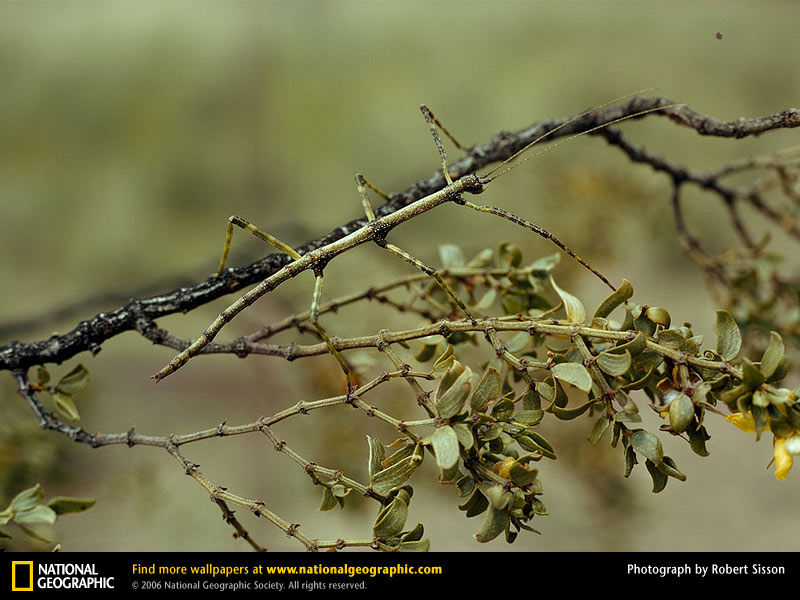 NATIONAL
GEOGRAPHIC
Find more wallpapers at www.nationalgeographic.com
© 2006 National Geographic Society. All rights reserved.
Photograph by Robert Sisson